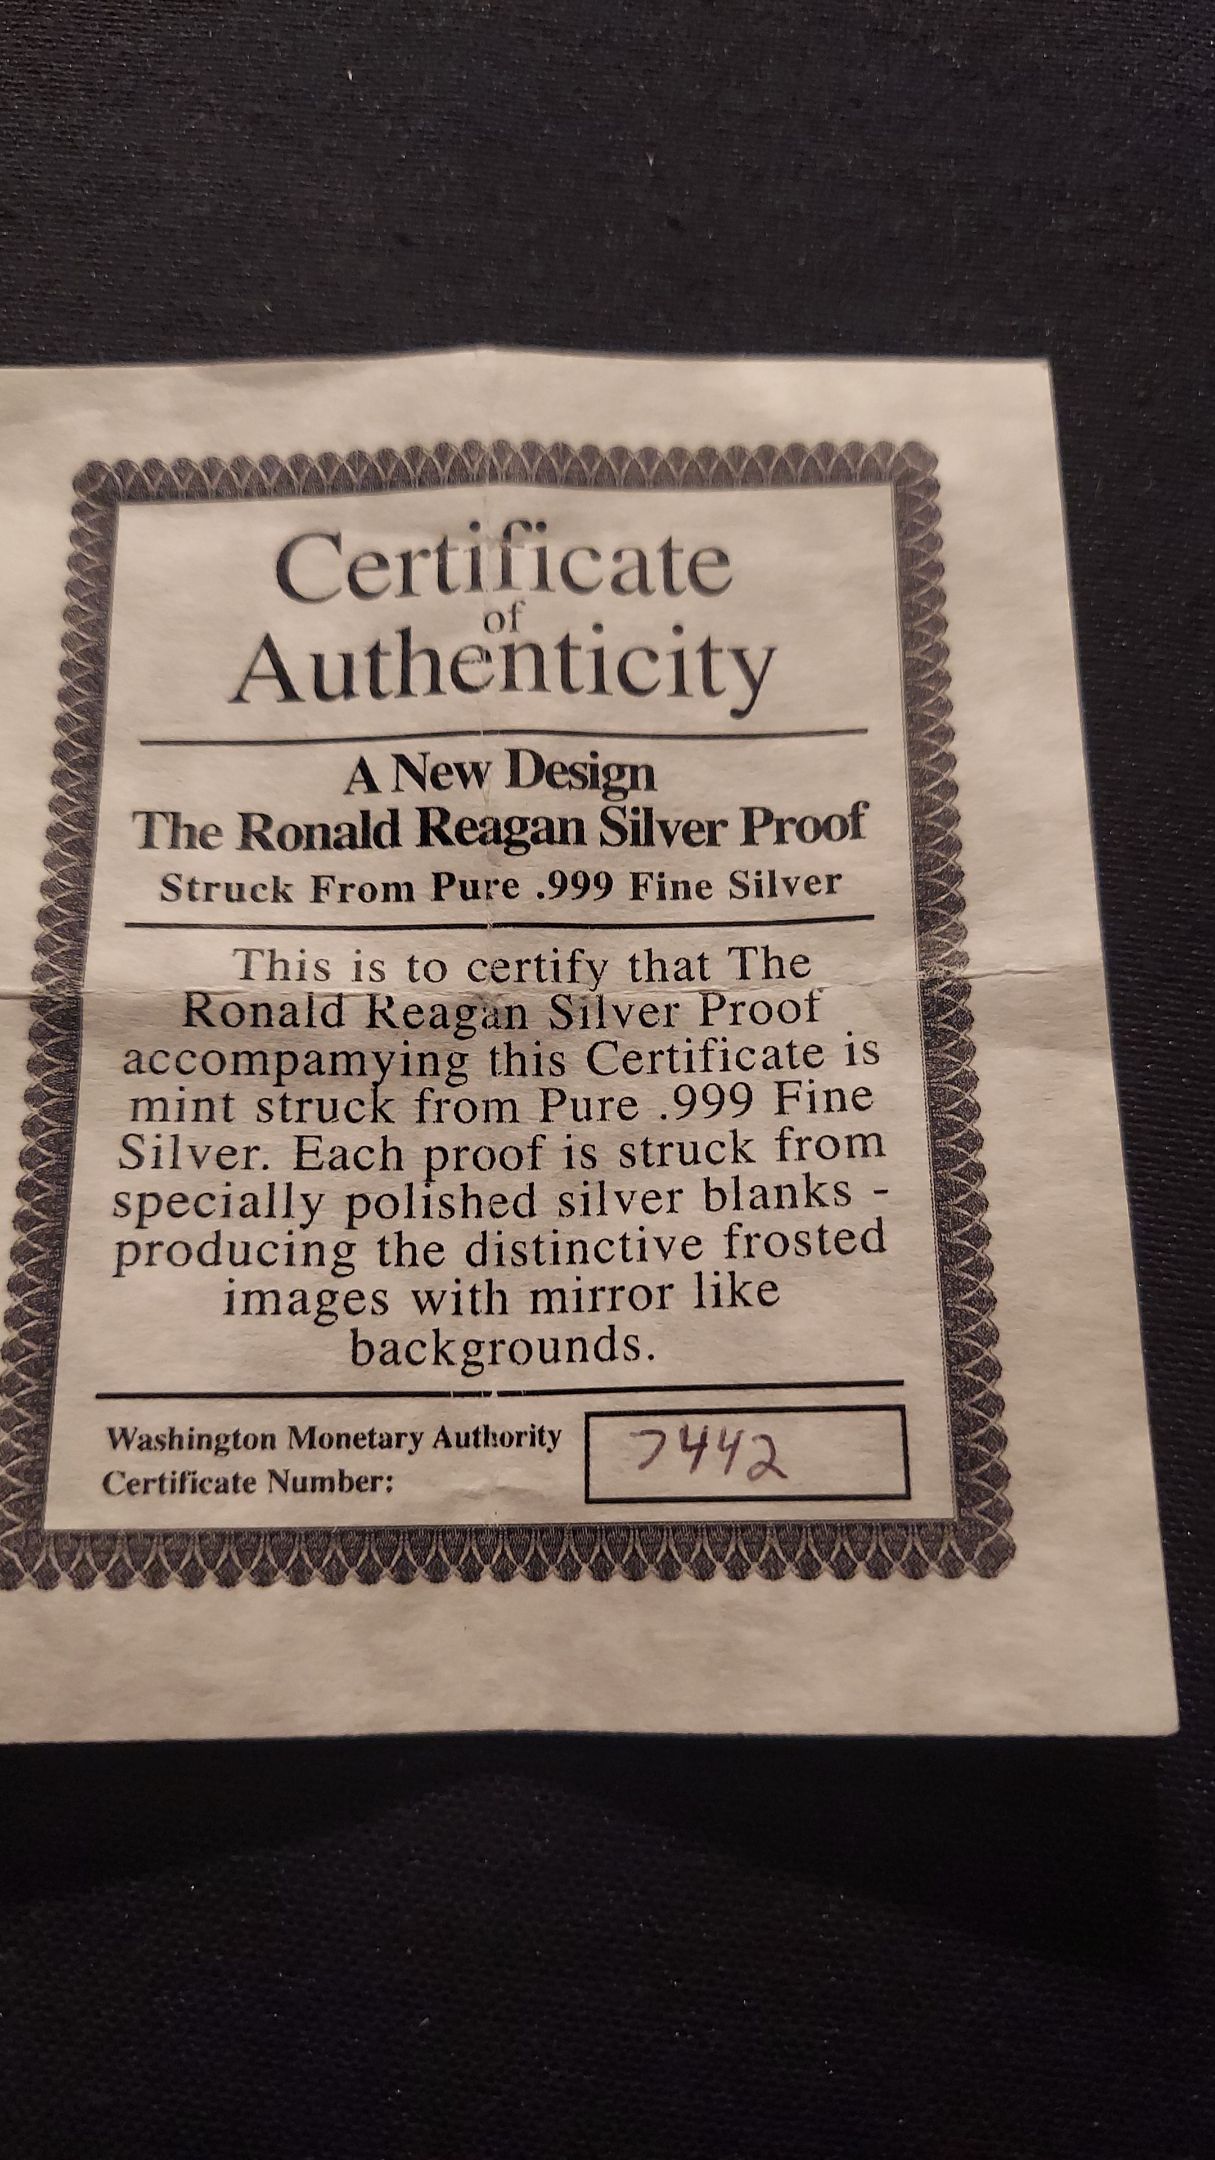 Certificate
of
Authenticity
A New Design
The Ronald Reagan Silver Proof
Struck From Pure .999 Fine Silver
This is to certify that The
Ronald Reagan Silver Proof
accompamying this Certificate is
mint struck from Pure .999 Fine
Silver. Each proof is struck from
specially polished silver blanks -
producing the distinctive frosted
images with mirror like
backgrounds.
Washington Monetary Authority
Certificate Number: 7442